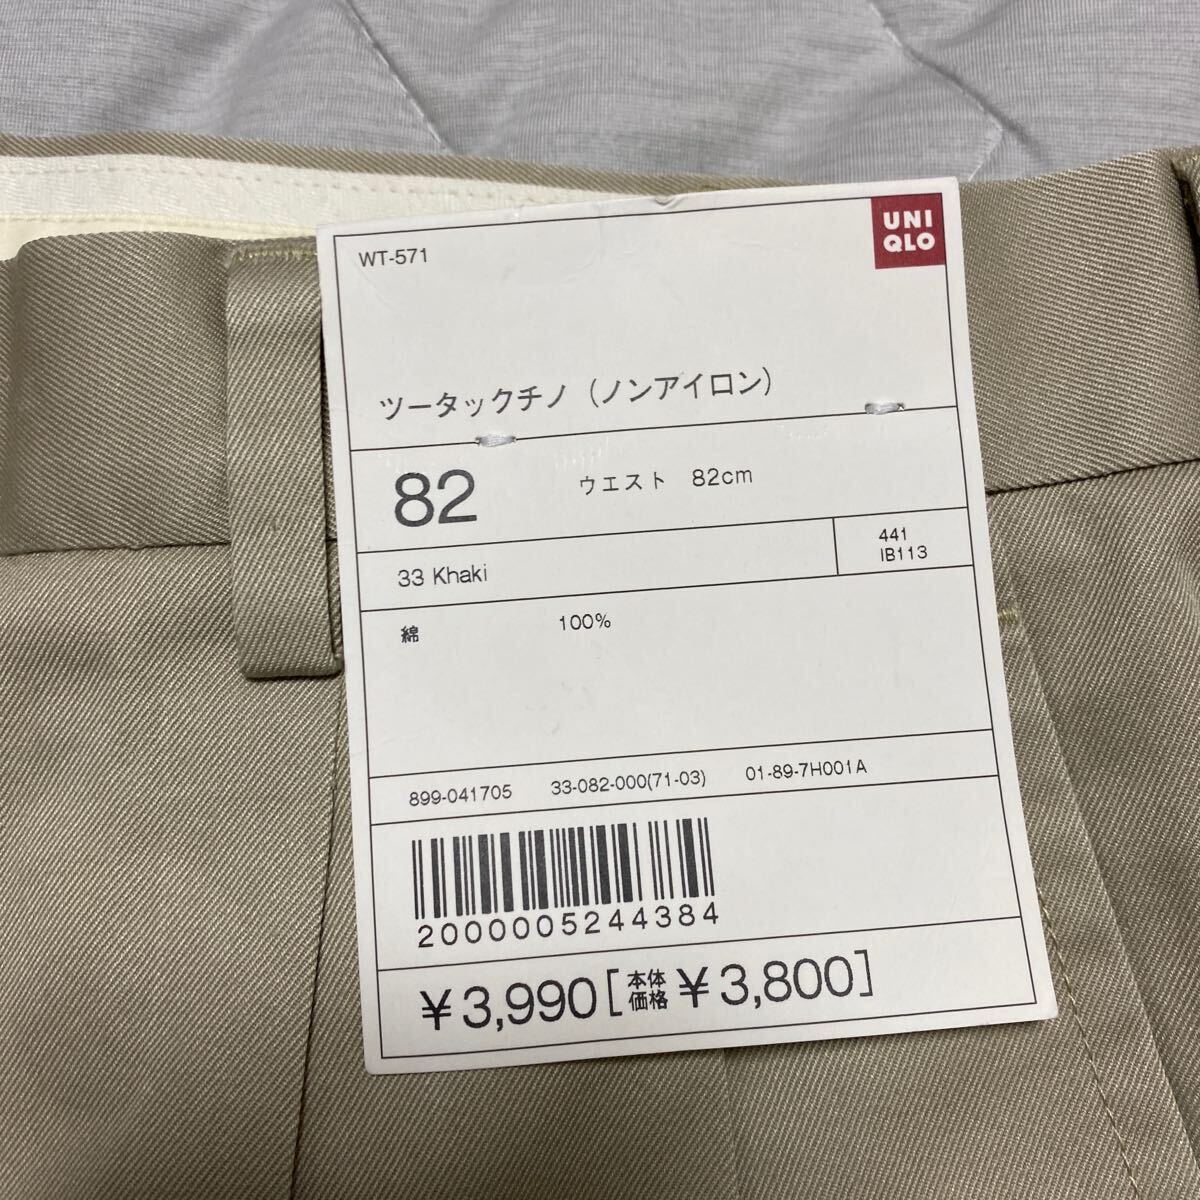 WT-571
UNI
QLO
ツータックチノ（ノンアイロン）
82 ウエスト 82cm
33 Khaki
441
IB113
綿 100%
899-041705 33-082-000(71-03) 01-89-7H001A
2000005244384
¥3,990[本体価格¥3,800]